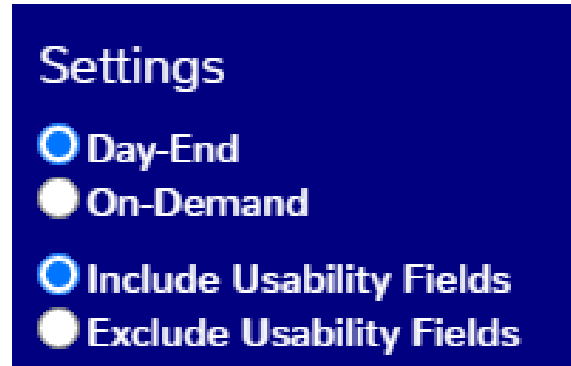 Settings
Day-End
On-Demand
Include Usability Fields
Exclude Usability Fields